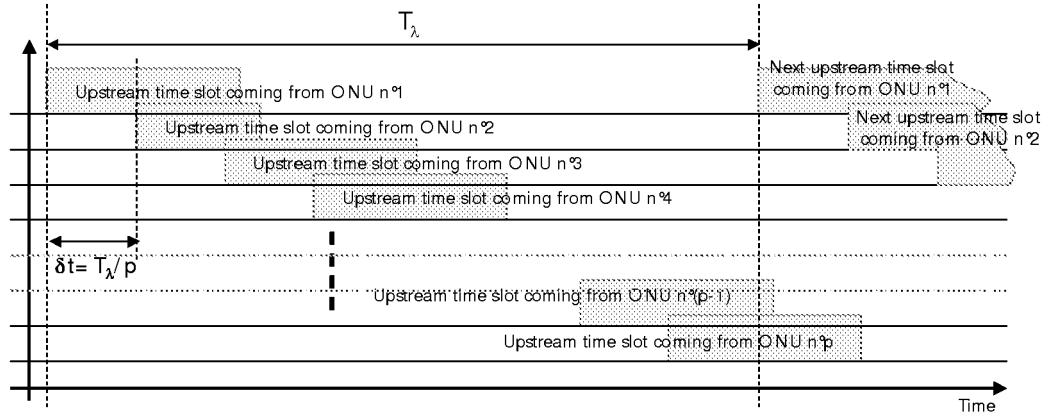 Tλ
Next upstream time slot
coming from ONU n°1
Upstream time slot coming from ONU n°1
Next upstream time slot
coming from ONU n°2
Upstream time slot coming from ONU n°2
Upstream time slot coming from ONU n°3
Upstream time slot coming from ONU n°4
δt= Tλ/p
Upstream time slot coming from ONU n°(p-1)
Upstream time slot coming from ONU n°p
Time